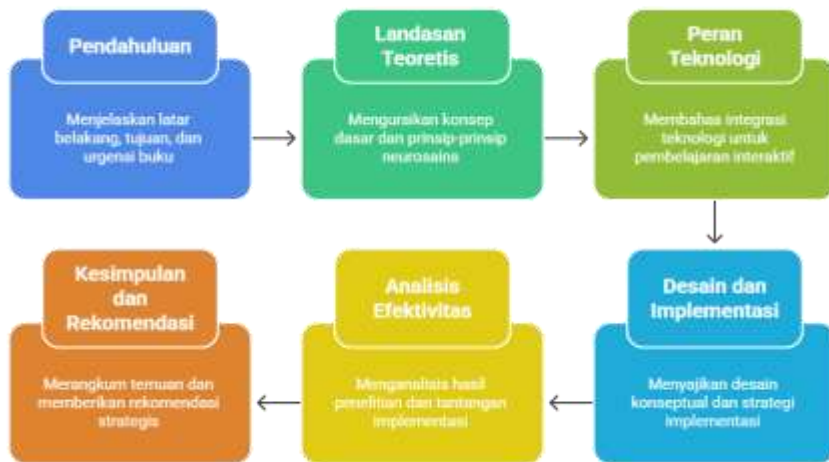 Pendahuluan
Menjelaskan latar
belakang, tujuan, dan
urgensi buku
Landasan
Teoretis
Menguraikan konsep
dasar dan prinsip-prinsip
neurosains
Peran
Teknologi
Membahas integrasi
teknologi untuk
pembelajaran interaktif
Desain dan
Implementasi
Menyajikan desain
konseptual dan strategi
implementasi
Analisis
Efektivitas
Menganalisis hasil
penelitian dan tantangan
implementasi
Kesimpulan
dan
Rekomendasi
Merangkum temuan dan
memberikan rekomendasi
strategis